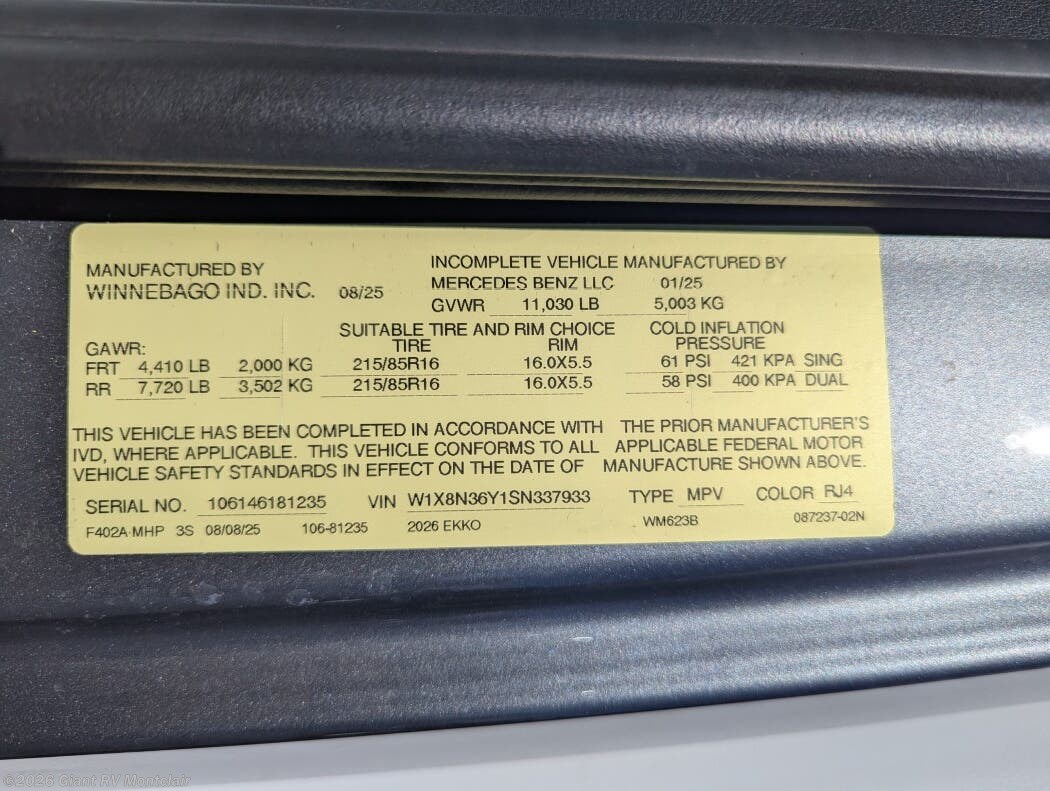 MANUFACTURED BY
WINNEBAGO IND. INC. 08/25
INCOMPLETE VEHICLE MANUFACTURED BY
MERCEDES BENZ LLC 01/25
GVWR 11,030 LB 5,003 KG
SUITABLE TIRE AND RIM CHOICE COLD INFLATION
GAWR: TIRE RIM PRESSURE
FRT 4,410 LB 2,000 KG 215/85R16 16.0X5.5 61 PSI 421 KPA SING
RR 7,720 LB 3,502 KG 215/85R16 16.0X5.5 58 PSI 400 KPA DUAL
THIS VEHICLE HAS BEEN COMPLETED IN ACCORDANCE WITH THE PRIOR MANUFACTURER'S
IVD, WHERE APPLICABLE. THIS VEHICLE CONFORMS TO ALL APPLICABLE FEDERAL MOTOR
VEHICLE SAFETY STANDARDS IN EFFECT ON THE DATE OF MANUFACTURE SHOWN ABOVE.
SERIAL NO. 106146181235 VIN W1X8N36Y1SN337933 TYPE MPV COLOR RJ4
F402A-MHP 3S 08/08/25 106-81235 2026 EKKO WM623B 087237-02N
©2026 Giant RV Montclair